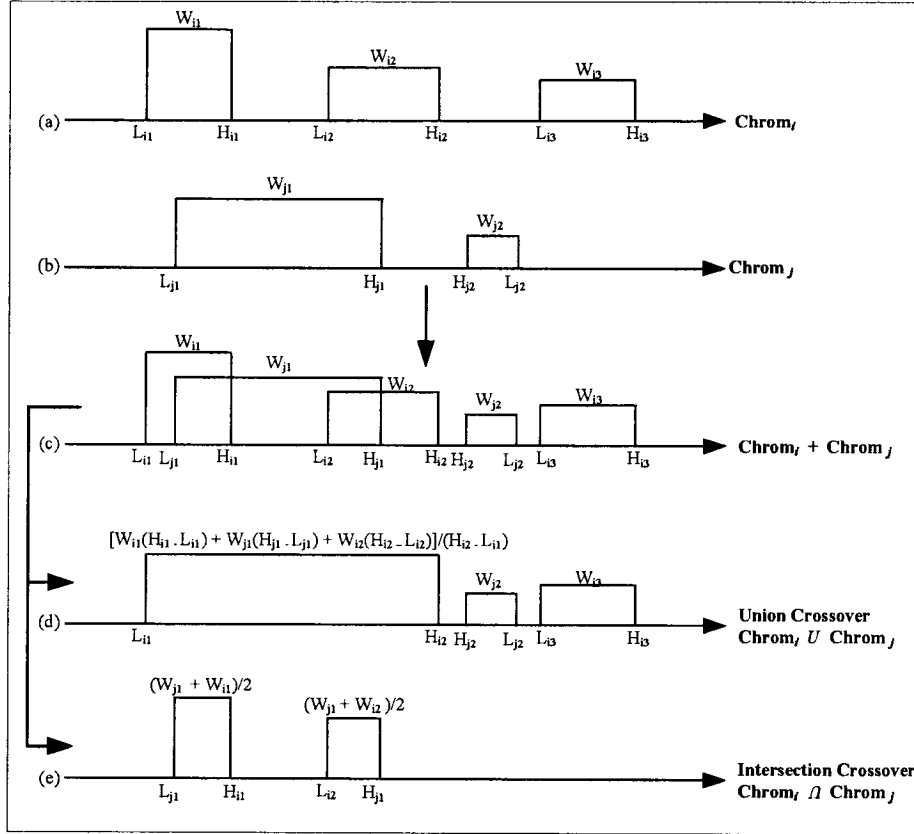 W_i1
W_i2
W_i3
(a)
L_i1 H_i1 L_i2 H_i2 L_i3 H_i3
Chrom_i
W_j1
W_j2
(b)
L_j1 H_j1 H_j2 L_j2
Chrom_j
W_i1
W_j1
W_i2
W_j2
W_i3
(c)
L_i1 L_j1 H_i1 L_i2 H_j1 H_i2 H_j2 L_j2 L_i3 H_i3
Chrom_i + Chrom_j
[W_i1(H_i1 - L_i1) + W_j1(H_j1 - L_j1) + W_i2(H_i2 - L_i2)]/(H_i2 - L_i1)
W_j2
W_i3
(d)
L_i1 H_i2 H_j2 L_j2 L_i3 H_i3
Union Crossover
Chrom_i U Chrom_j
(W_j1 + W_i1)/2
(W_j1 + W_i2)/2
(e)
L_j1 H_i1 L_i2 H_j1
Intersection Crossover
Chrom_i Ω Chrom_j